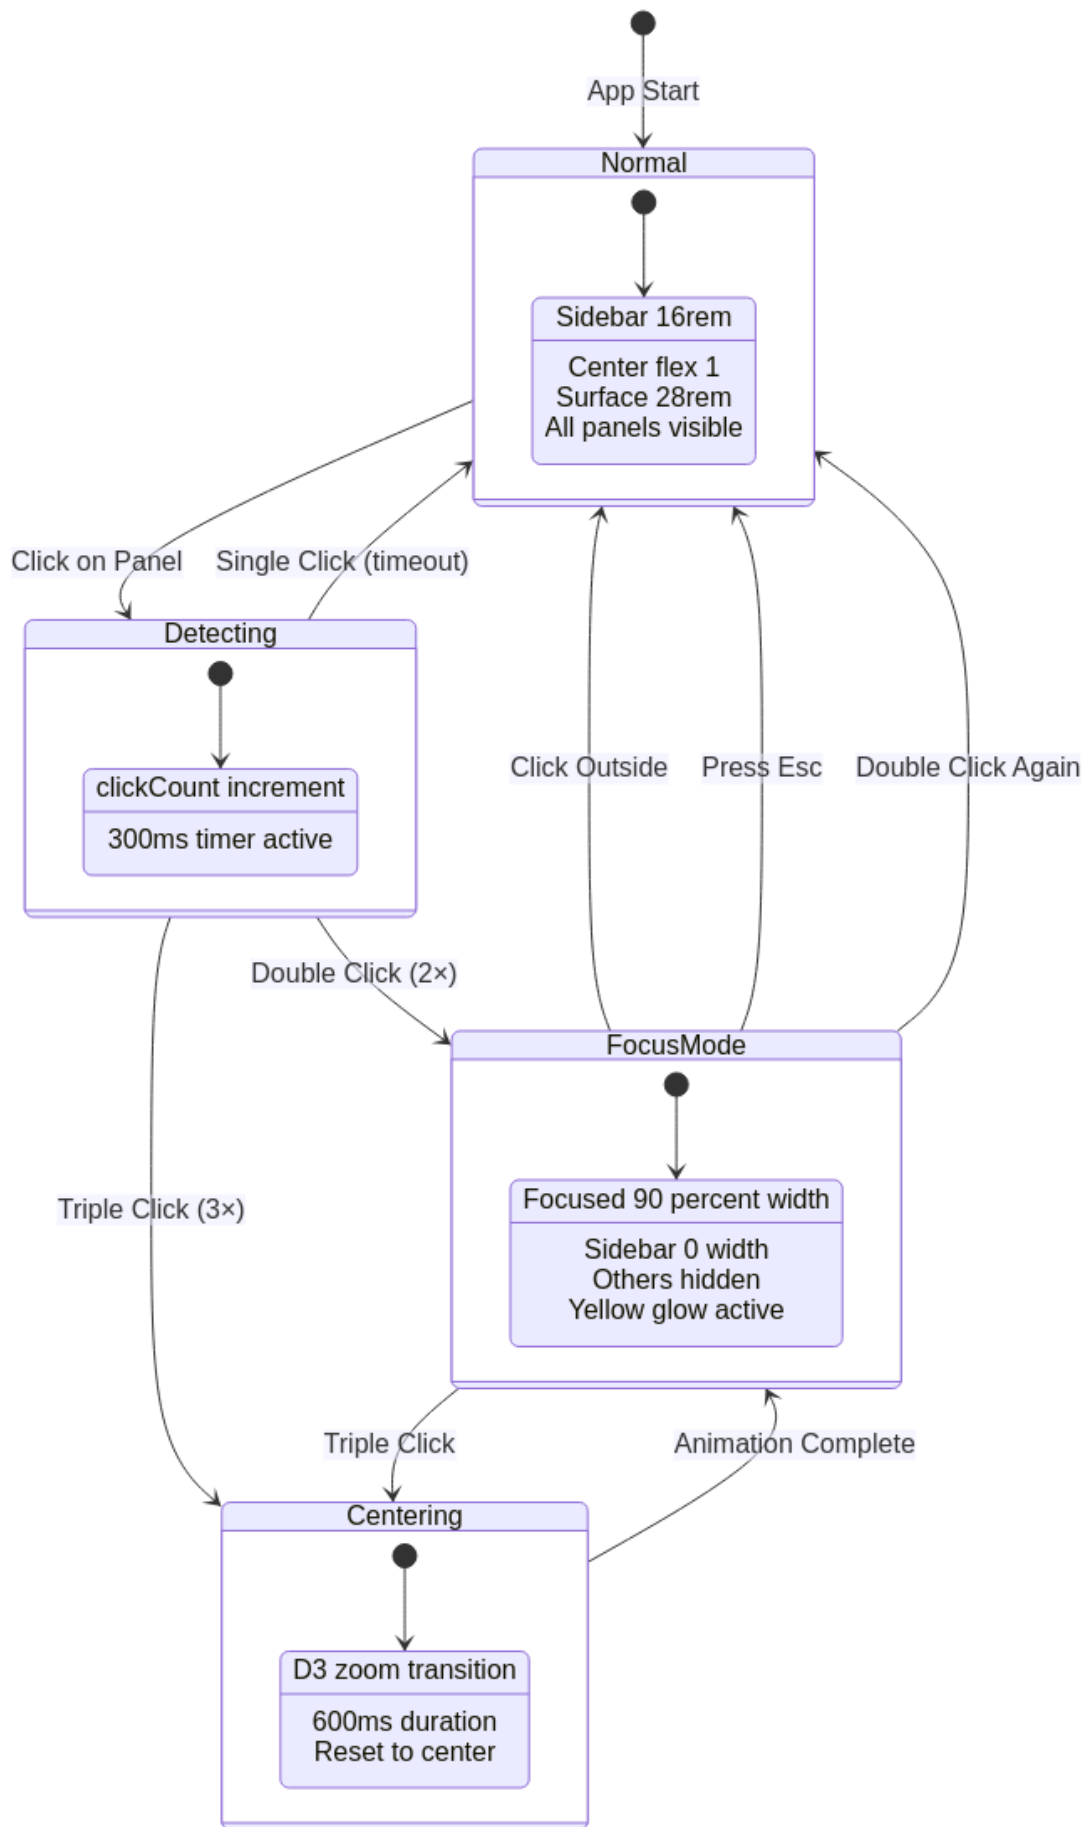 App Start
Normal
Sidebar 16rem
Center flex 1
Surface 28rem
All panels visible
Click on Panel
Single Click (timeout)
Detecting
clickCount increment
300ms timer active
Click Outside
Press Esc
Double Click Again
Double Click (2×)
FocusMode
Focused 90 percent width
Sidebar 0 width
Others hidden
Yellow glow active
Triple Click (3×)
Triple Click
Animation Complete
Centering
D3 zoom transition
600ms duration
Reset to center